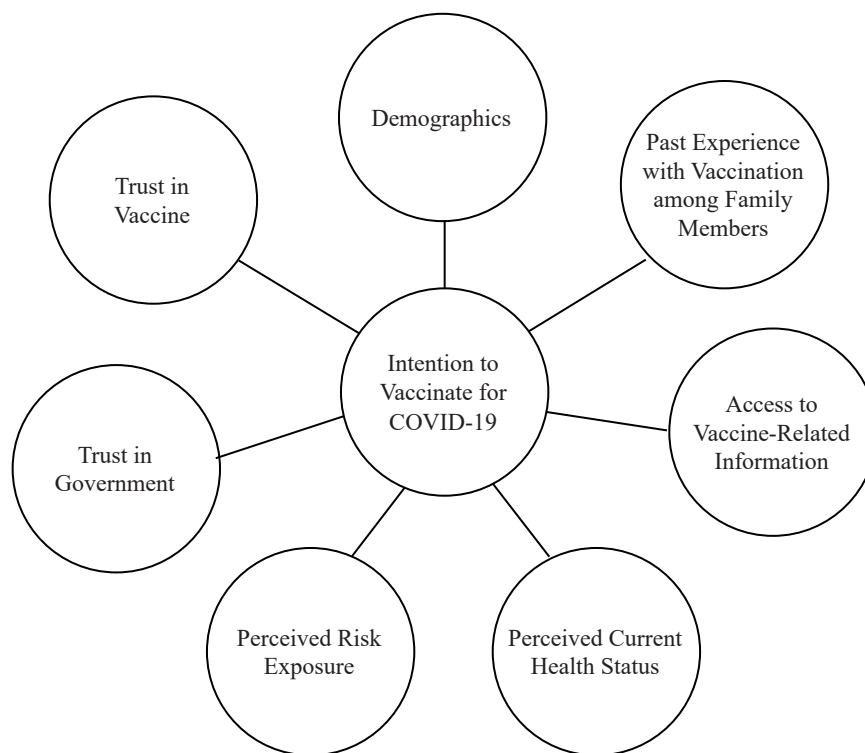 Demographics
Past Experience
with Vaccination
among Family
Members
Trust in
Vaccine
Intention to
Vaccinate for
COVID-19
Access to
Vaccine-Related
Information
Trust in
Government
Perceived Risk
Exposure
Perceived Current
Health Status